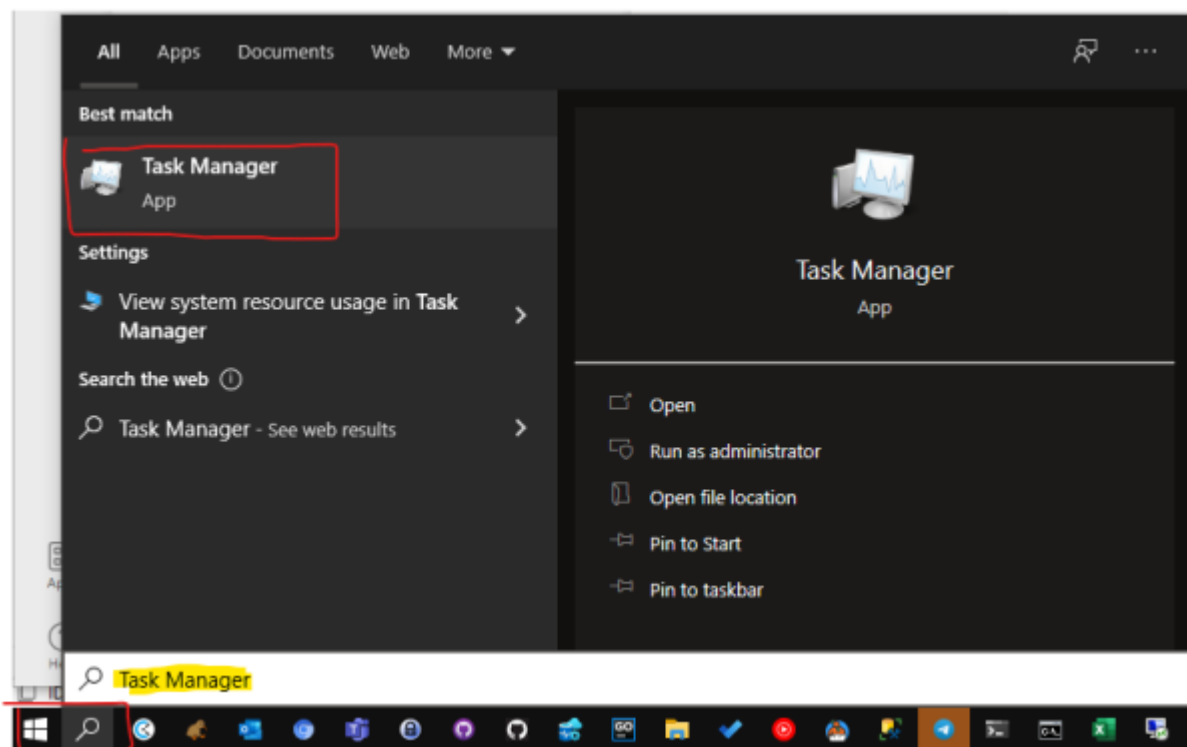 All Apps Documents Web More
Best match
Task Manager
App
Settings
View system resource usage in Task
Manager
Search the web
Task Manager - See web results
Task Manager
App
Open
Run as administrator
Open file location
Pin to Start
Pin to taskbar
Task Manager
GO